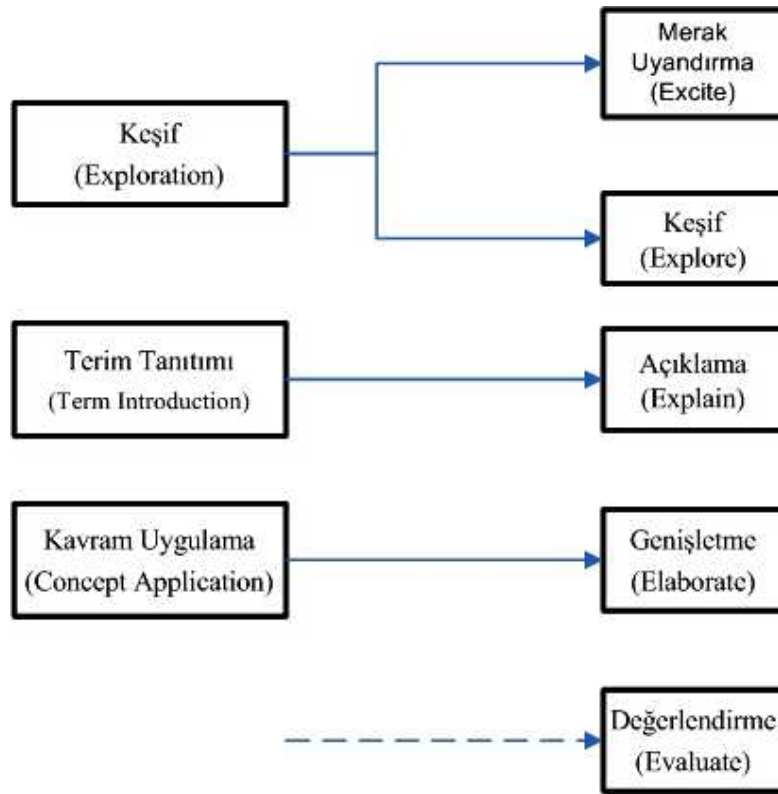 Merak
Uyandırma
(Excite)
Keşif
(Exploration)
Keşif
(Explore)
Terim Tanıtımı
(Term Introduction)
Açıklama
(Explain)
Kavram Uygulama
(Concept Application)
Genişletme
(Elaborate)
Değerlendirme
(Evaluate)